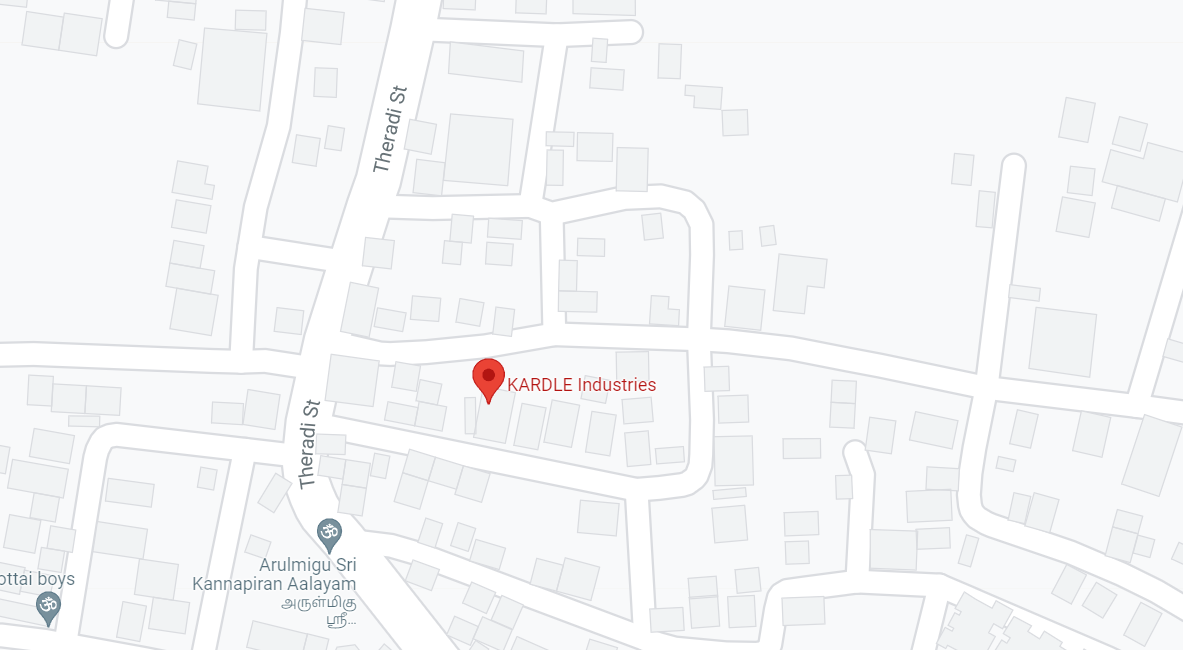 Theradi St
KARDLE Industries
Theradi St
Arulmigu Sri
Kannapiran Aalayam
அருள்மிகு
ஸ்ரீ...
ottai boys